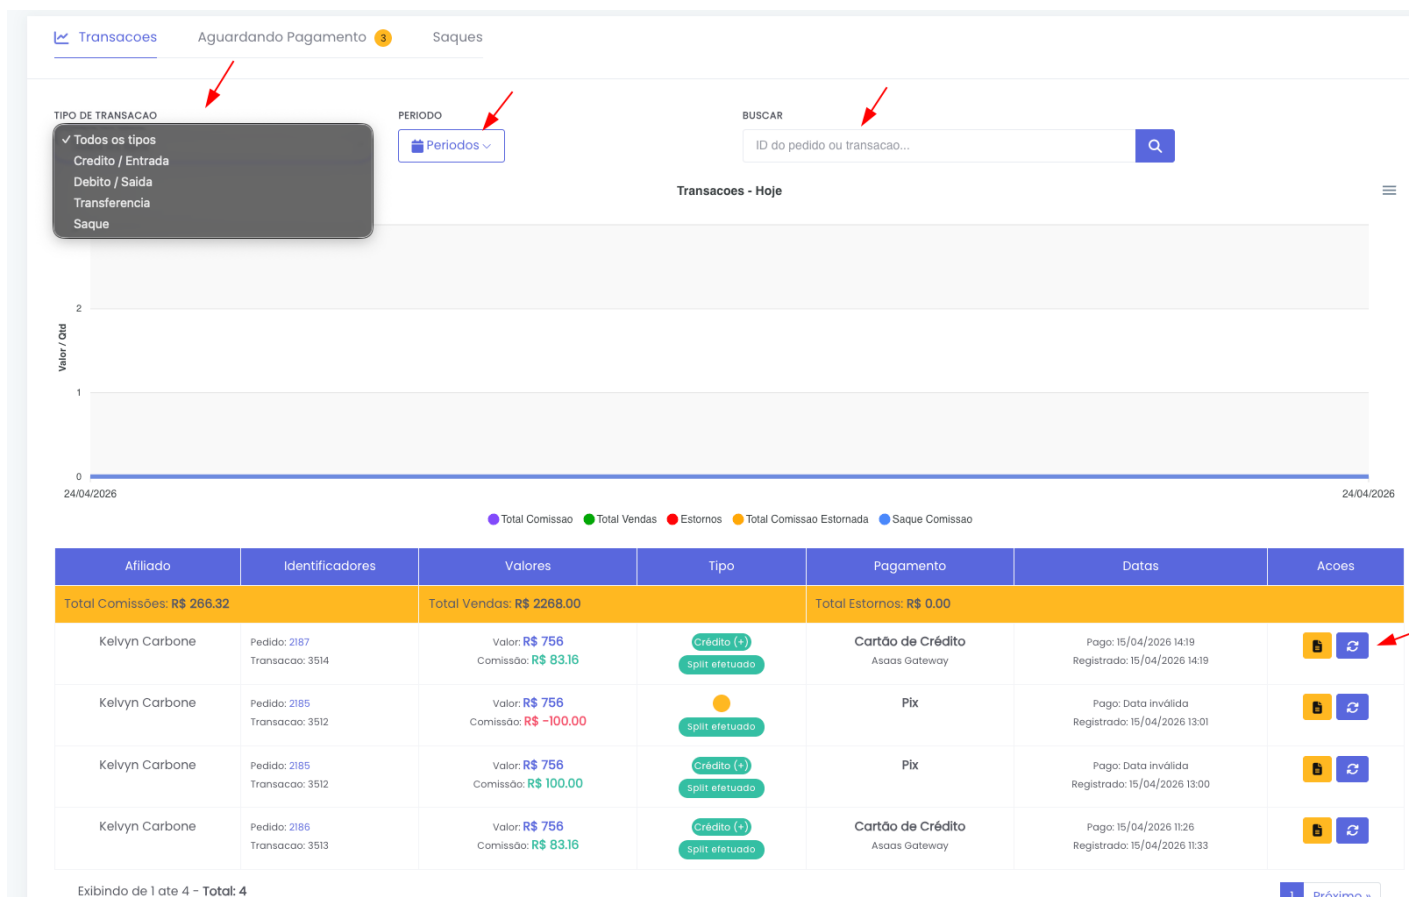 Transacoes Aguardando Pagamento 3 Saques
TIPO DE TRANSACAO PERIODO BUSCAR
✓ Todos os tipos
Credito / Entrada
Debito / Saida
Transferencia
Saque
Periodos
ID do pedido ou transacao...
Transacoes - Hoje
2
Valor / Qtd
1
0
24/04/2026 24/04/2026
Total Comissao Total Vendas Estornos Total Comissao Estornada Saque Comissao
Afiliado Identificadores Valores Tipo Pagamento Datas Acoes
Total Comissões: R$ 266.32 Total Vendas: R$ 2268.00 Total Estornos: R$ 0.00
Kelvyn Carbone Pedido: 2187 Valor: R$ 756 Crédito (+) Cartão de Crédito Pago: 15/04/2026 14:19
Transacao: 3514 Comissão: R$ 83.16 Split efetuado Asaas Gateway Registrado: 15/04/2026 14:19
Kelvyn Carbone Pedido: 2185 Valor: R$ 756 Pix Pago: Data inválida
Transacao: 3512 Comissão: R$ -100.00 Split efetuado Registrado: 15/04/2026 13:01
Kelvyn Carbone Pedido: 2185 Valor: R$ 756 Crédito (+) Pix Pago: Data inválida
Transacao: 3512 Comissão: R$ 100.00 Split efetuado Registrado: 15/04/2026 13:00
Kelvyn Carbone Pedido: 2186 Valor: R$ 756 Crédito (+) Cartão de Crédito Pago: 15/04/2026 11:26
Transacao: 3513 Comissão: R$ 83.16 Split efetuado Asaas Gateway Registrado: 15/04/2026 11:33
Exibindo de 1 ate 4 - Total: 4 1 Próximo »